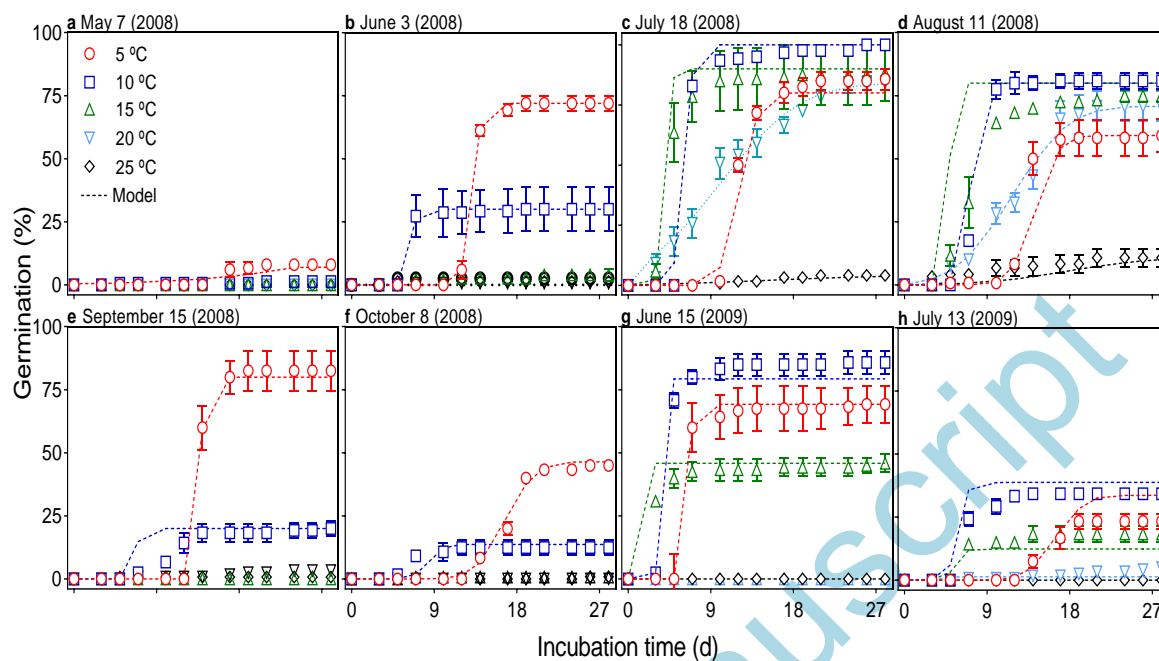 a May 7 (2008)
b June 3 (2008)
c July 18 (2008)
d August 11 (2008)
100
75
50
25
0
5 ºC
10 ºC
15 ºC
20 ºC
25 ºC
Model
e September 15 (2008)
f October 8 (2008)
g June 15 (2009)
h July 13 (2009)
100
75
50
25
0
Germination (%)
0 9 18 27
0 9 18 27
0 9 18 27
Incubation time (d)